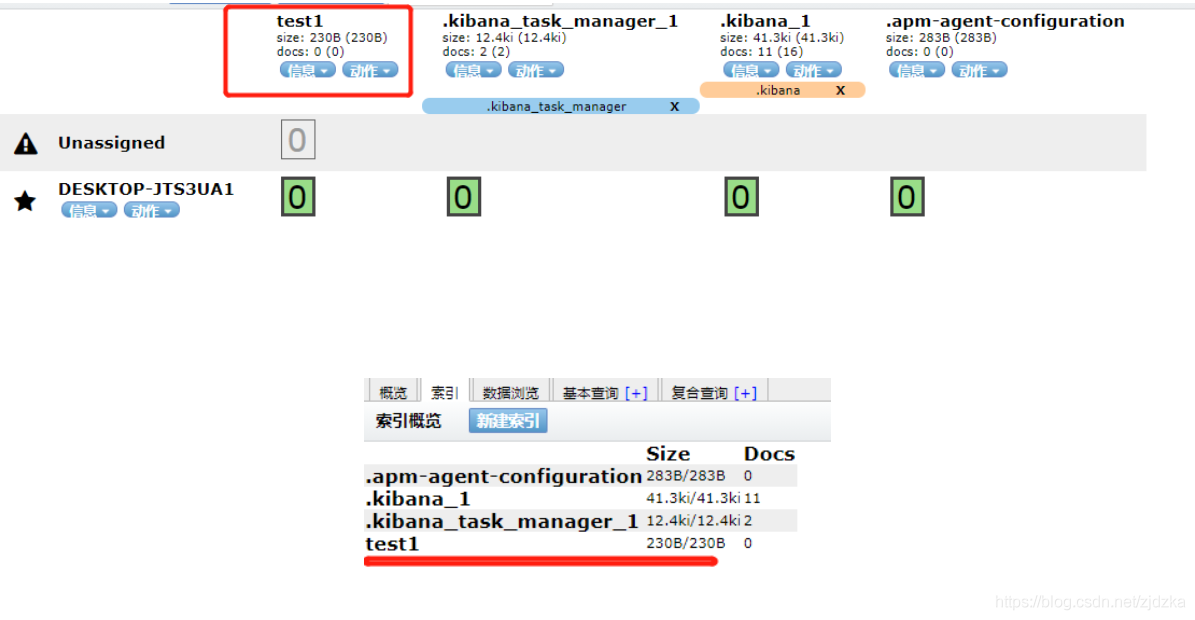 test1
size: 230B (230B)
docs: 0 (0)
信息 动作
.kibana_task_manager_1
size: 12.4ki (12.4ki)
docs: 2 (2)
信息 动作
.kibana_1
size: 41.3ki (41.3ki)
docs: 11 (16)
信息 动作
.apm-agent-configuration
size: 283B (283B)
docs: 0 (0)
信息 动作
.kibana X
.kibana_task_manager X
Unassigned 0
DESKTOP-JTS3UA1
信息 动作
0 0 0 0
概览 索引 数据浏览 基本查询 [+] 复合查询 [+]
索引概览 新建索引
Size Docs
.apm-agent-configuration 283B/283B 0
.kibana_1 41.3ki/41.3ki 11
.kibana_task_manager_1 12.4ki/12.4ki 2
test1 230B/230B 0
https://blog.csdn.net/zjdzka